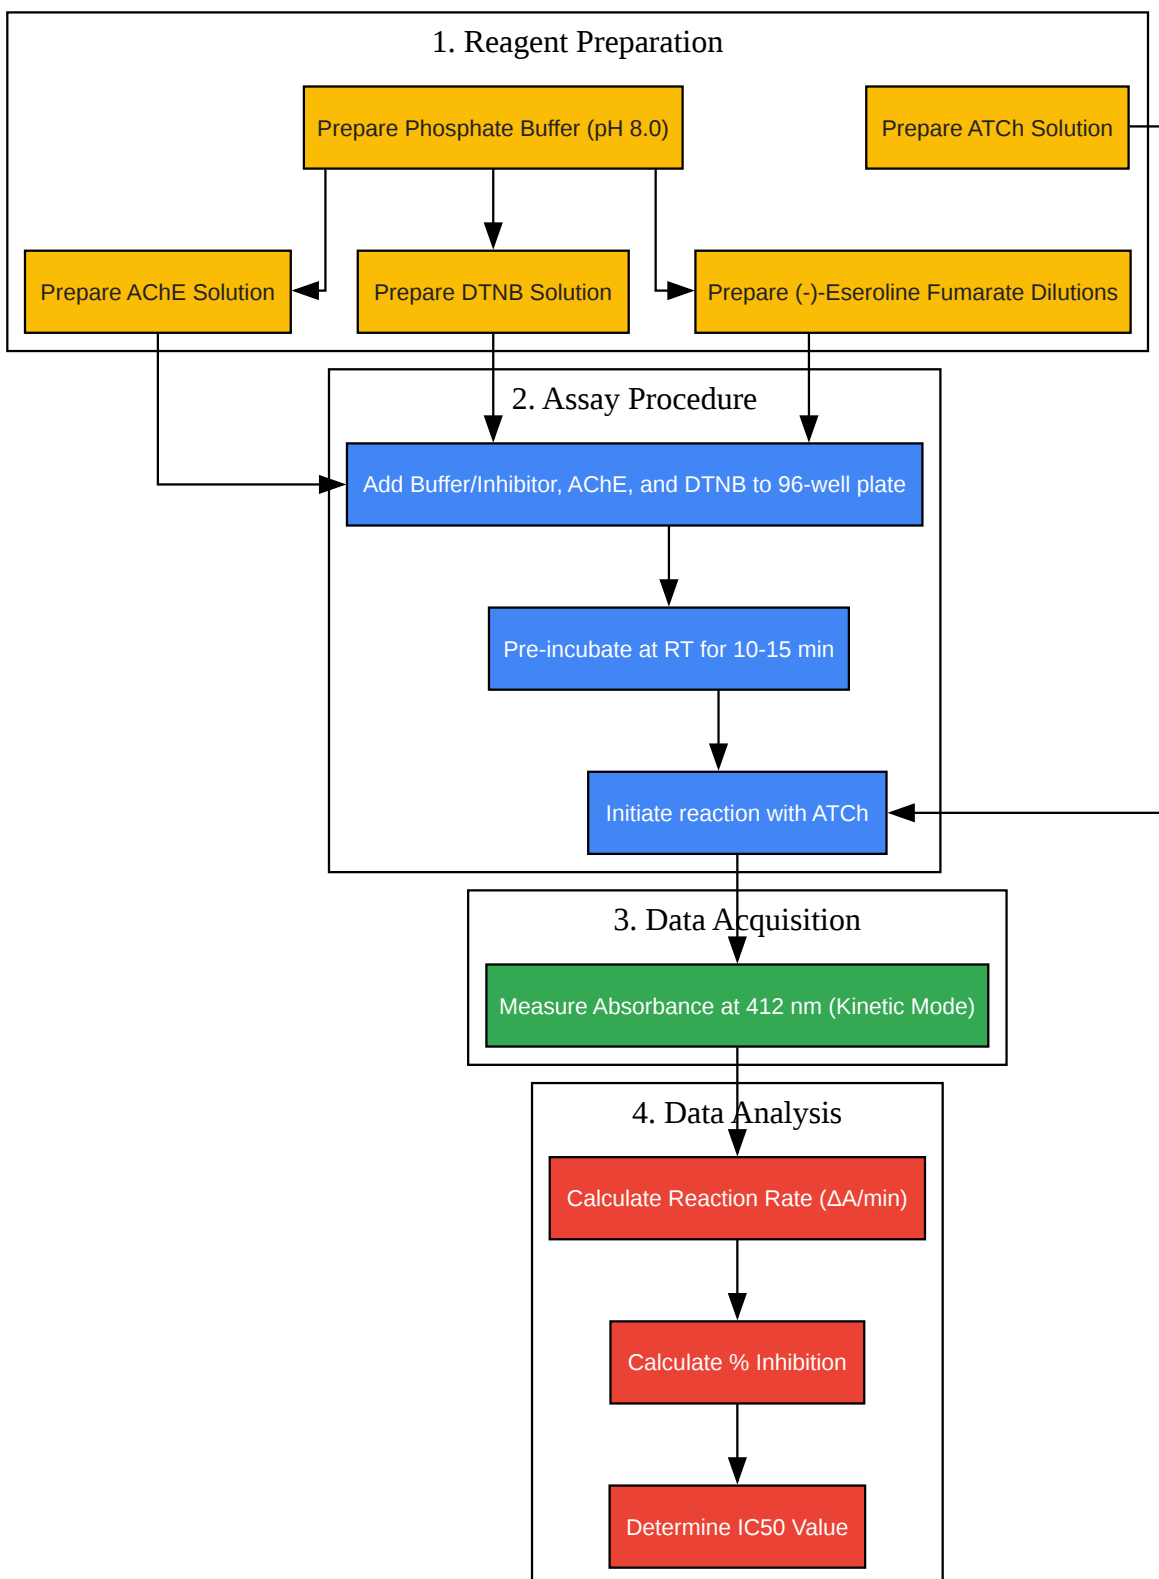 1. Reagent Preparation
Prepare Phosphate Buffer (pH 8.0)
Prepare ATCh Solution
Prepare AChE Solution
Prepare DTNB Solution
Prepare (-)-Eseroline Fumarate Dilutions
2. Assay Procedure
Add Buffer/Inhibitor, AChE, and DTNB to 96-well plate
Pre-incubate at RT for 10-15 min
Initiate reaction with ATCh
3. Data Acquisition
Measure Absorbance at 412 nm (Kinetic Mode)
4. Data Analysis
Calculate Reaction Rate (ΔA/min)
Calculate % Inhibition
Determine IC50 Value